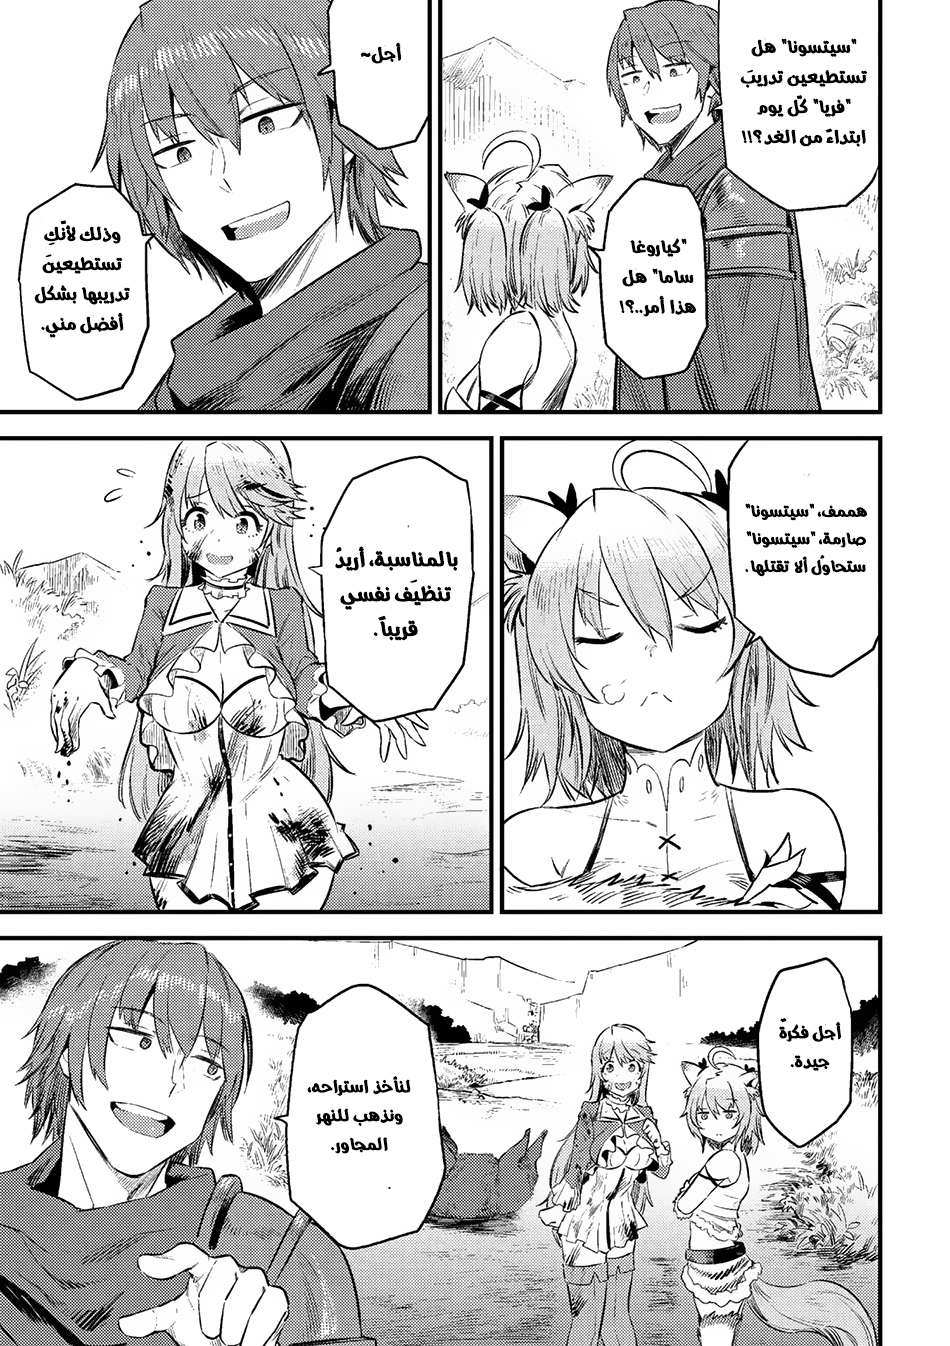 "سيتسونا" هل
تستطيعين تدريبَ
"فريا" كّل يوم
ابتداءً من الغد؟!!
"كياروغا
ساما" هل
هذا أمر..؟!
أجل~
وذلك لأنّكِ
تستطيعينَ
تدريبها بشكل
أفضل مني.
هممف، "سيتسونا"
صارمة، "سيتسونا"
ستحاولُ ألا تقتلها.
بالمناسبة، أريدُ
تنظيَف نفسي
قريباً.
أجل فكرةٌ
جيدة.
لنأخذ استراحه،
ونذهب للنهر
المجاور.